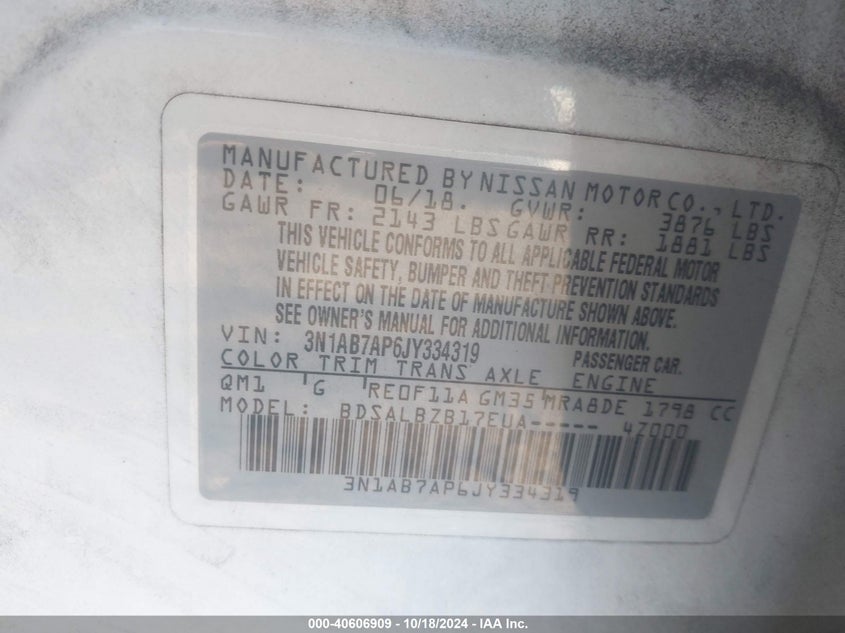 MANUFACTURED BY NISSAN MOTOR CO., LTD.
DATE: 06/18. GVWR: 3876 LBS
GAWR FR: 2143 LBS GAWR RR: 1881 LBS
THIS VEHICLE CONFORMS TO ALL APPLICABLE FEDERAL MOTOR
VEHICLE SAFETY, BUMPER AND THEFT PREVENTION STANDARDS
IN EFFECT ON THE DATE OF MANUFACTURE SHOWN ABOVE.
SEE OWNER'S MANUAL FOR ADDITIONAL INFORMATION.
VIN: 3N1AB7AP6JY334319 PASSENGER CAR.
COLOR TRIM TRANS AXLE ENGINE
QM1 G RE0F11A GM35 MRA8DE 1798 CC
MODEL: BDSALBZB17EUA----- 4Z000
3N1AB7AP6JY334319
000-40606909 - 10/18/2024 - IAA Inc.